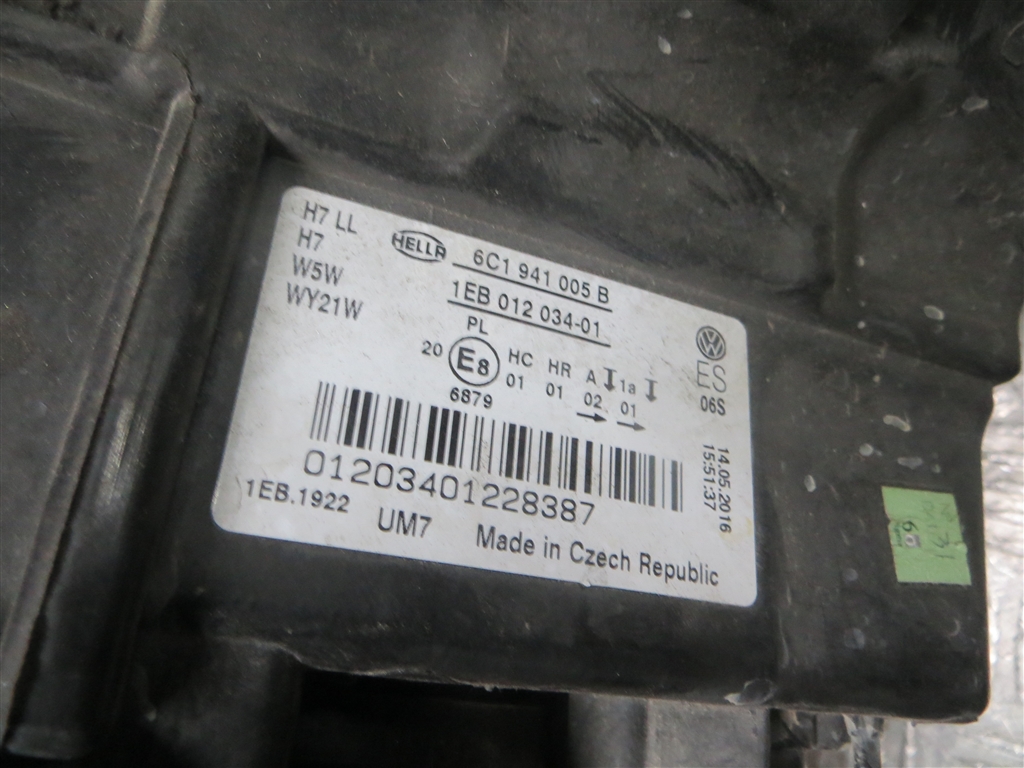 H7 LL
H7
W5W
WY21W
HELLA 6C1 941 005 B
1EB 012 034-01
PL
20 E8 HC HR A 1a
01 01 02 01
6879
ES
06S
01203401228387
14.05.2016
15:51:37
1EB.1922 UM7 Made in Czech Republic